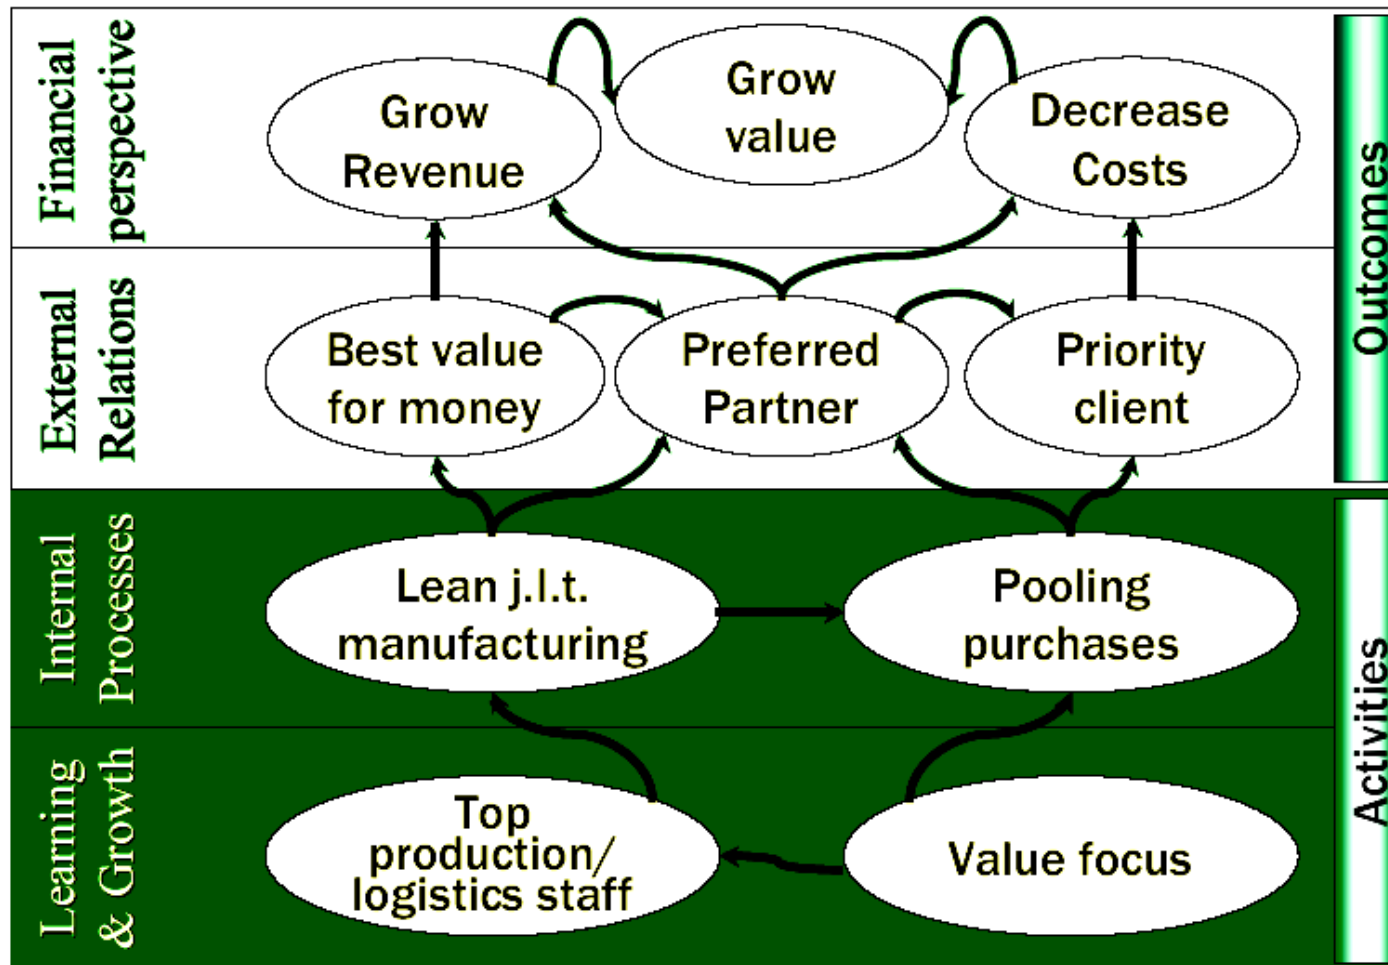 Financial
perspective
Grow
Revenue
Grow
value
Decrease
Costs
Outcomes
External
Relations
Best value
for money
Preferred
Partner
Priority
client
Internal
Processes
Lean j.I.t.
manufacturing
Pooling
purchases
Activities
Learning
& Growth
Top
production/
logistics staff
Value focus